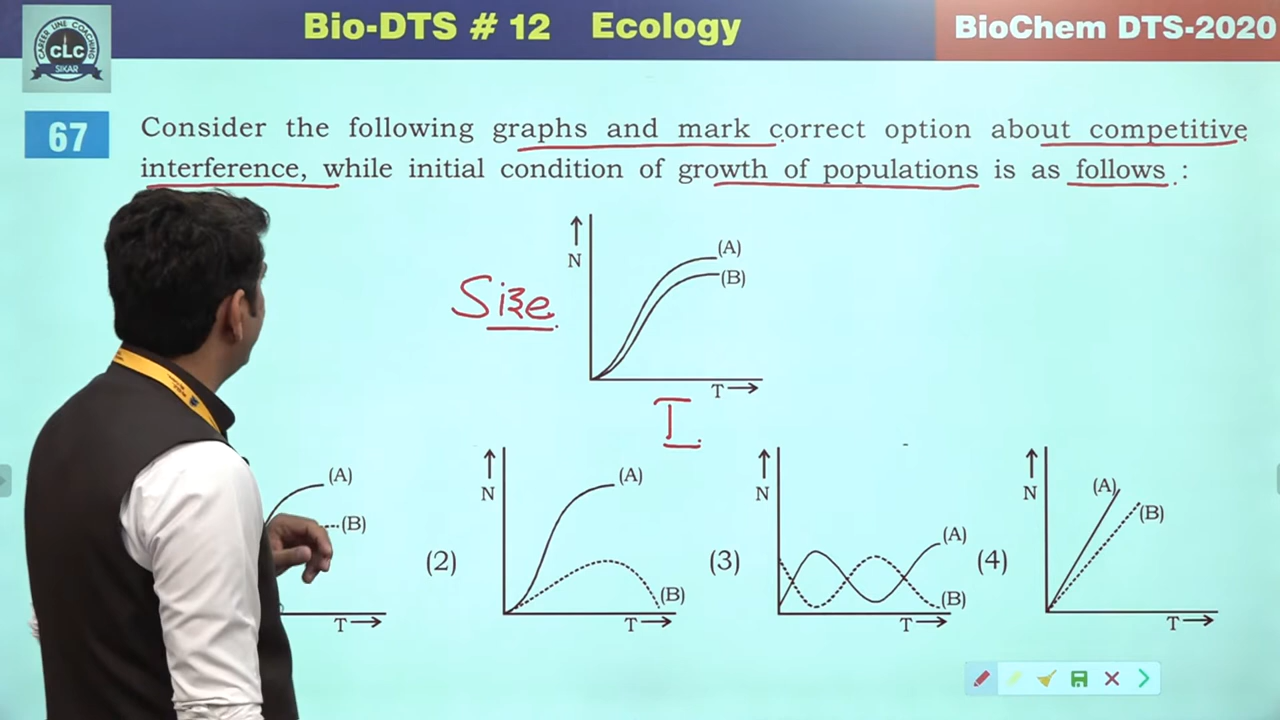 Bio-DTS # 12 Ecology
BioChem DTS-2020
CAREER LINE COACHING
CLC
SIKAR
67
Consider the following graphs and mark correct option about competitive
interference, while initial condition of growth of populations is as follows :
N
(A)
(B)
Size
T
I
(A)
(B)
T
(2)
N
(A)
(B)
T
(3)
N
(A)
(B)
T
(4)
N
(A)
(B)
T